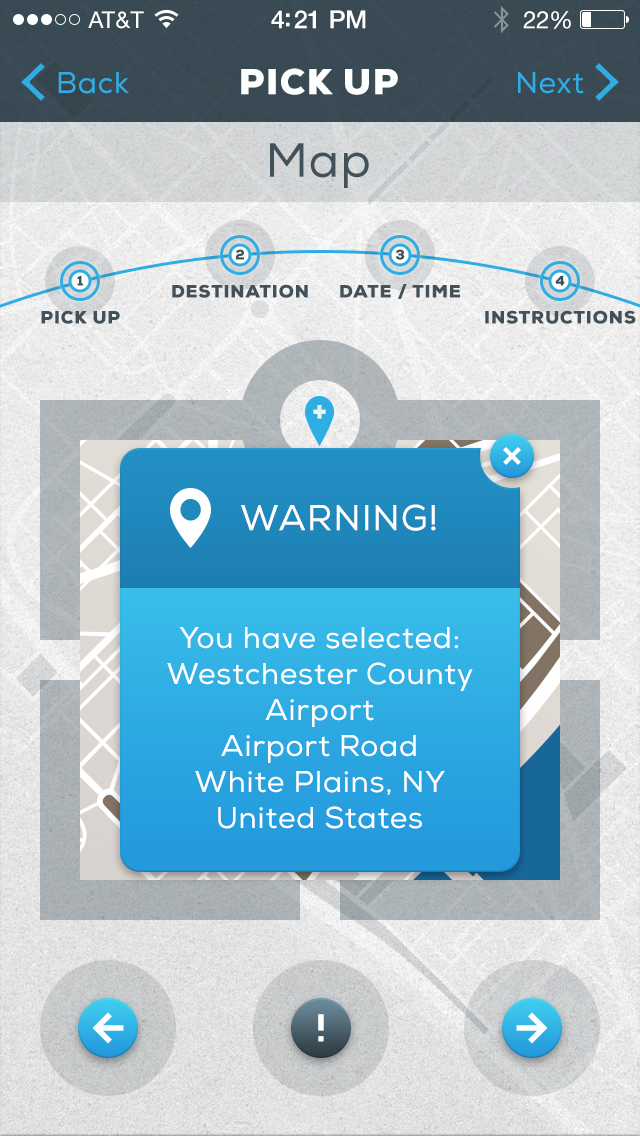 AT&T 4:21 PM 22%
Back PICK UP Next
Map
1 2 3 4
PICK UP DESTINATION DATE / TIME INSTRUCTIONS
WARNING!
You have selected:
Westchester County
Airport
Airport Road
White Plains, NY
United States
!